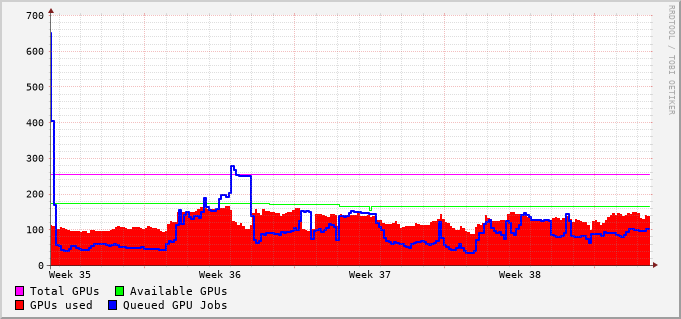 700
600
500
400
300
200
100
0
Week 35 Week 36 Week 37 Week 38
Total GPUs Available GPUs
GPUs used Queued GPU Jobs
RRDTOOL / TOBI OETIKER